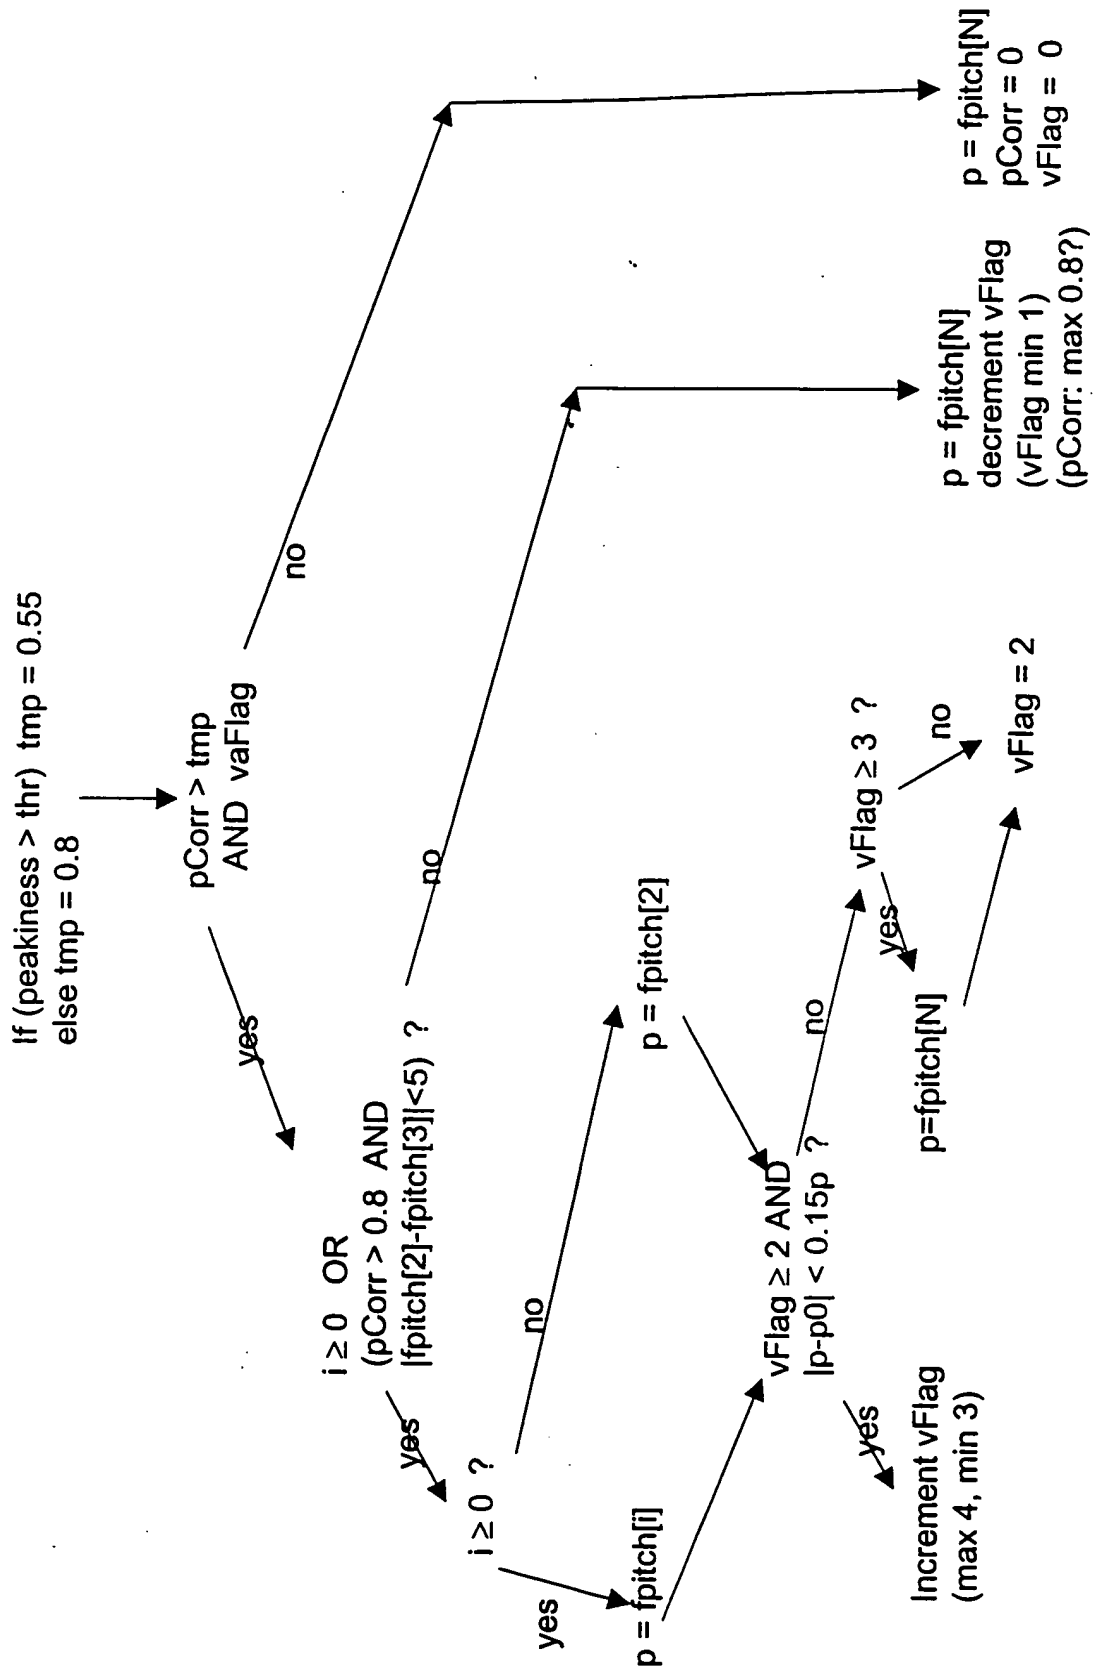 If (peakiness > thr) tmp = 0.55
else tmp = 0.8
pCorr > tmp
AND vaFlag
yes
no
i ≥ 0 OR
(pCorr > 0.8 AND
|fpitch[2]-fpitch[3]|<5) ?
yes
no
i ≥ 0 ?
yes
no
p = fpitch[i]
p = fpitch[2]
vFlag ≥ 2 AND
|p-p0| < 0.15p ?
yes
no
vFlag ≥ 3 ?
yes
no
Increment vFlag
(max 4, min 3)
p=fpitch[N]
vFlag = 2
p = fpitch[N]
decrement vFlag
(vFlag min 1)
(pCorr: max 0.8?)
p = fpitch[N]
pCorr = 0
vFlag = 0